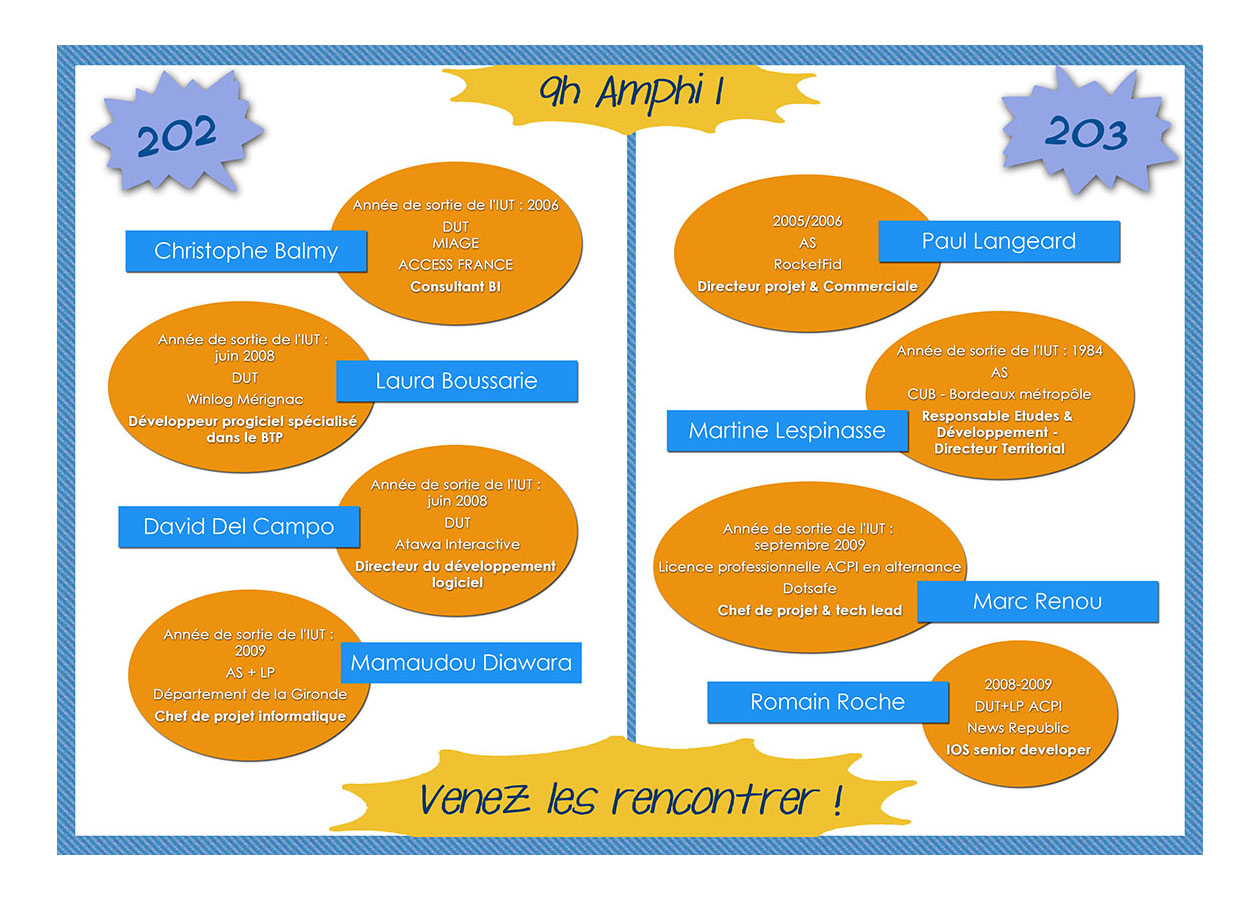 9h Amphi 1
202
Année de sortie de l'IUT : 2006
DUT
MIAGE
ACCESS FRANCE
Consultant BI
Christophe Balmy
Année de sortie de l'IUT :
juin 2008
DUT
Winlog Mérignac
Développeur progiciel spécialisé
dans le BTP
Laura Boussarie
Année de sortie de l'IUT :
juin 2008
DUT
Atawa Interactive
Directeur du développement
logiciel
David Del Campo
Année de sortie de l'IUT :
2009
AS + LP
Département de la Gironde
Chef de projet informatique
Mamaudou Diawara
203
2005/2006
AS
RocketFid
Directeur projet & Commerciale
Paul Langeard
Année de sortie de l'IUT : 1984
AS
CUB - Bordeaux métropôle
Responsable Etudes &
Développement -
Directeur Territorial
Martine Lespinasse
Année de sortie de l'IUT :
septembre 2009
Licence professionnelle ACPI en alternance
Dotsafe
Chef de projet & tech lead
Marc Renou
2008-2009
DUT+LP ACPI
News Republic
IOS senior developer
Romain Roche
Venez les rencontrer !